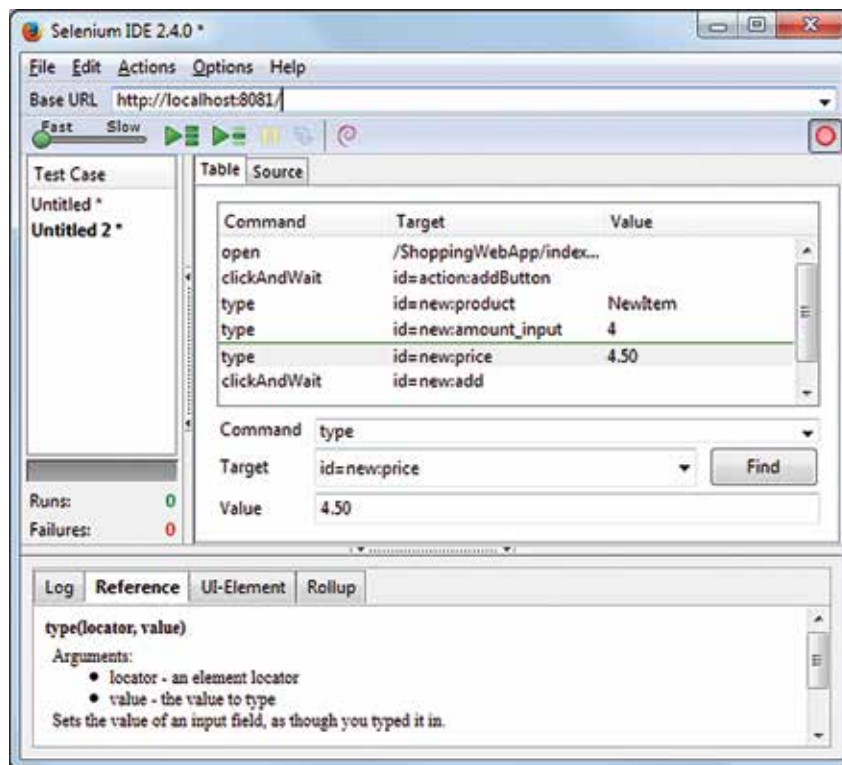 Selenium IDE 2.4.0 *
File Edit Actions Options Help
Base URL http://localhost:8081/
Fast Slow
Test Case
Untitled *
Untitled 2 *
Table Source
Command Target Value
open /ShoppingWebApp/index...
clickAndWait id=action:addButton
type id=new:product NewItem
type id=new:amount_input 4
type id=new:price 4.50
clickAndWait id=new:add
Command type
Target id=new:price Find
Value 4.50
Runs: 0
Failures: 0
Log Reference UI-Element Rollup
type(locator, value)
Arguments:
• locator - an element locator
• value - the value to type
Sets the value of an input field, as though you typed it in.